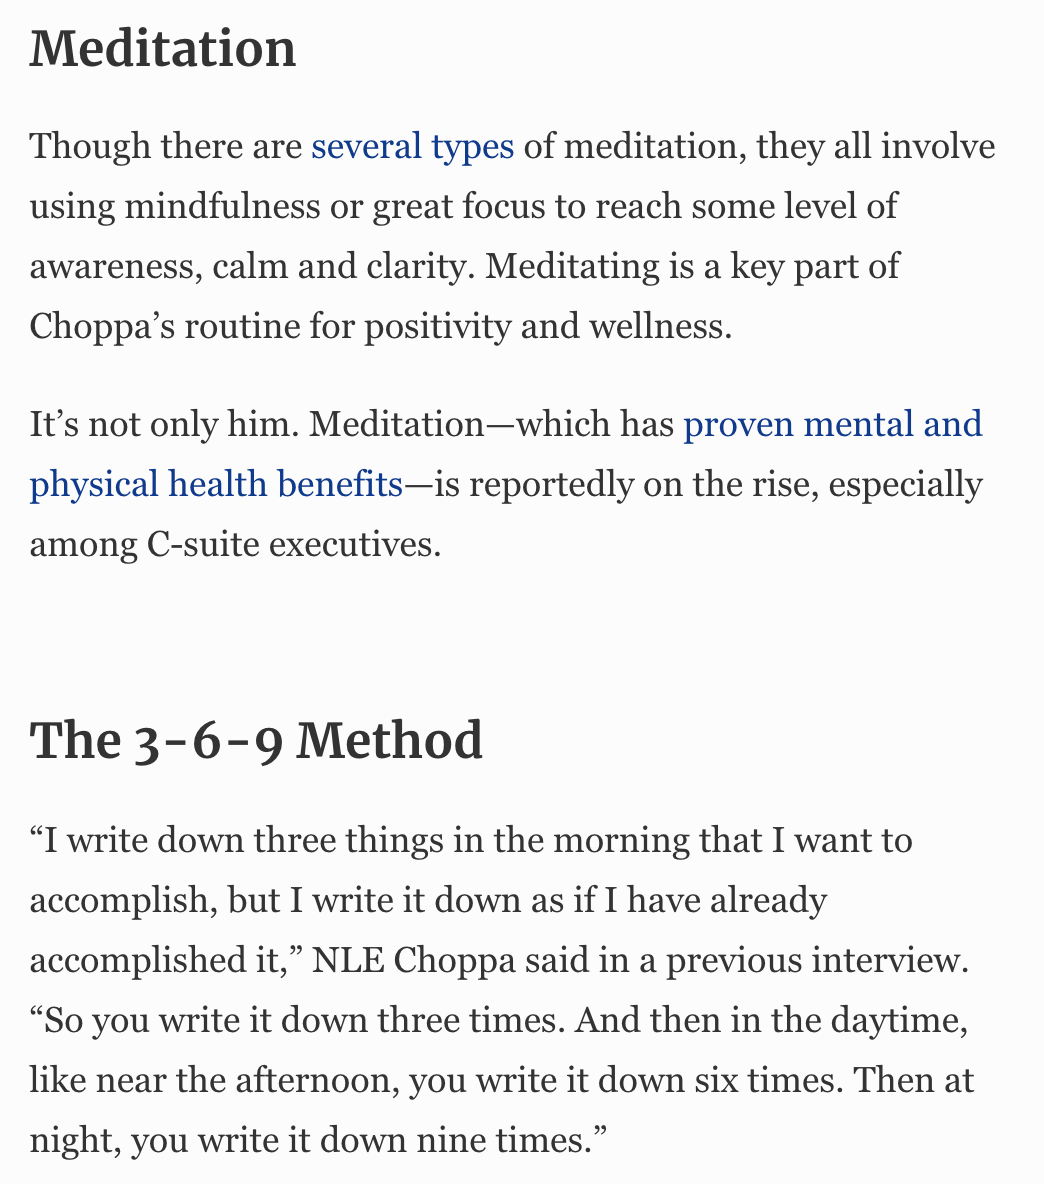 Meditation
Though there are several types of meditation, they all involve
using mindfulness or great focus to reach some level of
awareness, calm and clarity. Meditating is a key part of
Choppa’s routine for positivity and wellness.
It’s not only him. Meditation—which has proven mental and
physical health benefits—is reportedly on the rise, especially
among C-suite executives.
The 3-6-9 Method
“I write down three things in the morning that I want to
accomplish, but I write it down as if I have already
accomplished it,” NLE Choppa said in a previous interview.
“So you write it down three times. And then in the daytime,
like near the afternoon, you write it down six times. Then at
night, you write it down nine times.”